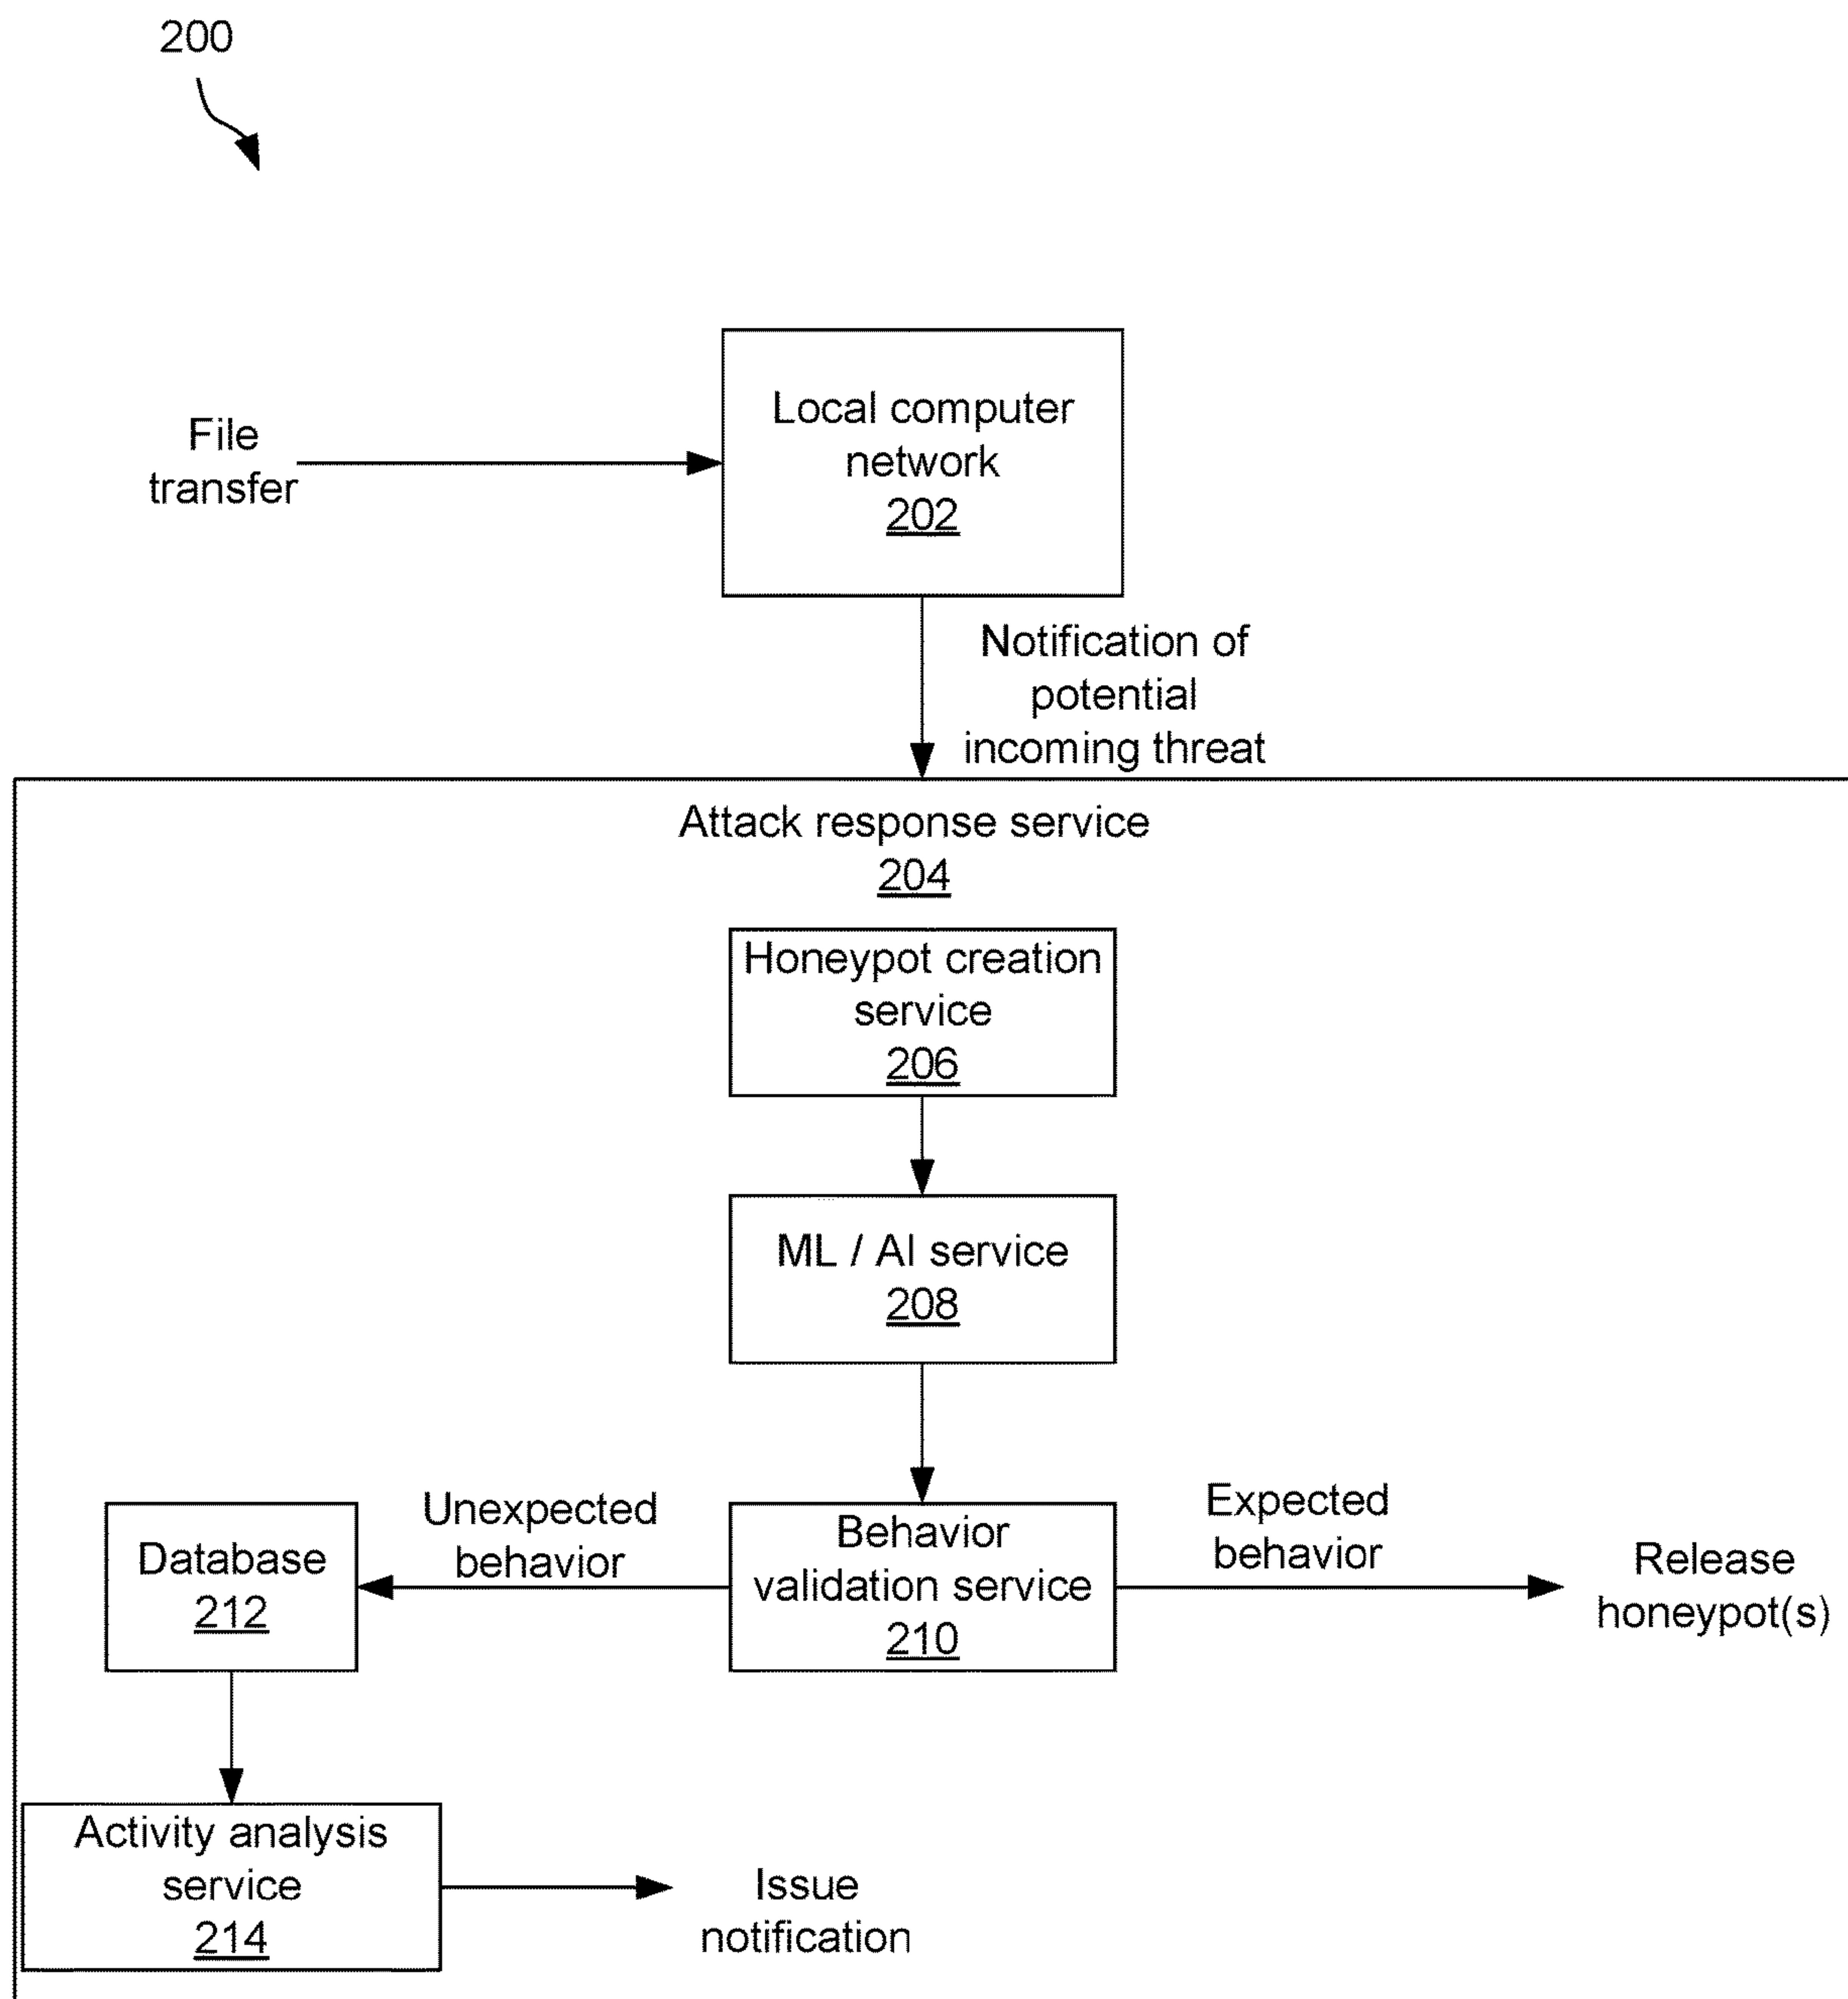 200
File
transfer
Local computer
network
202
Notification of
potential
incoming threat
Attack response service
204
Honeypot creation
service
206
ML / AI service
208
Behavior
validation service
210
Unexpected
behavior
Expected
behavior
Release
honeypot(s)
Database
212
Activity analysis
service
214
Issue
notification